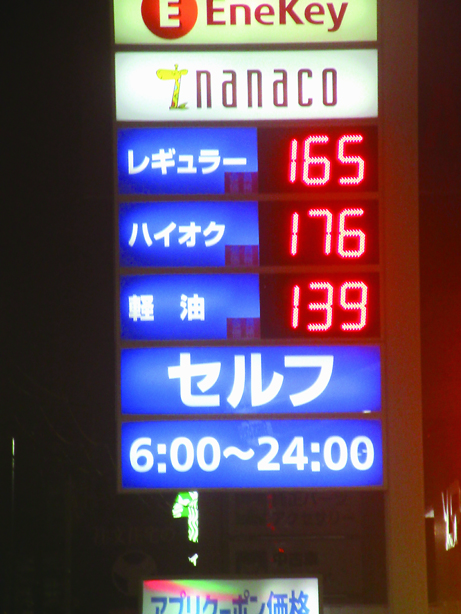 E EneKey
nanaco
レギュラー 165
ハイオク 176
軽油 139
セルフ
6:00～24:00
アプリクーポン価格